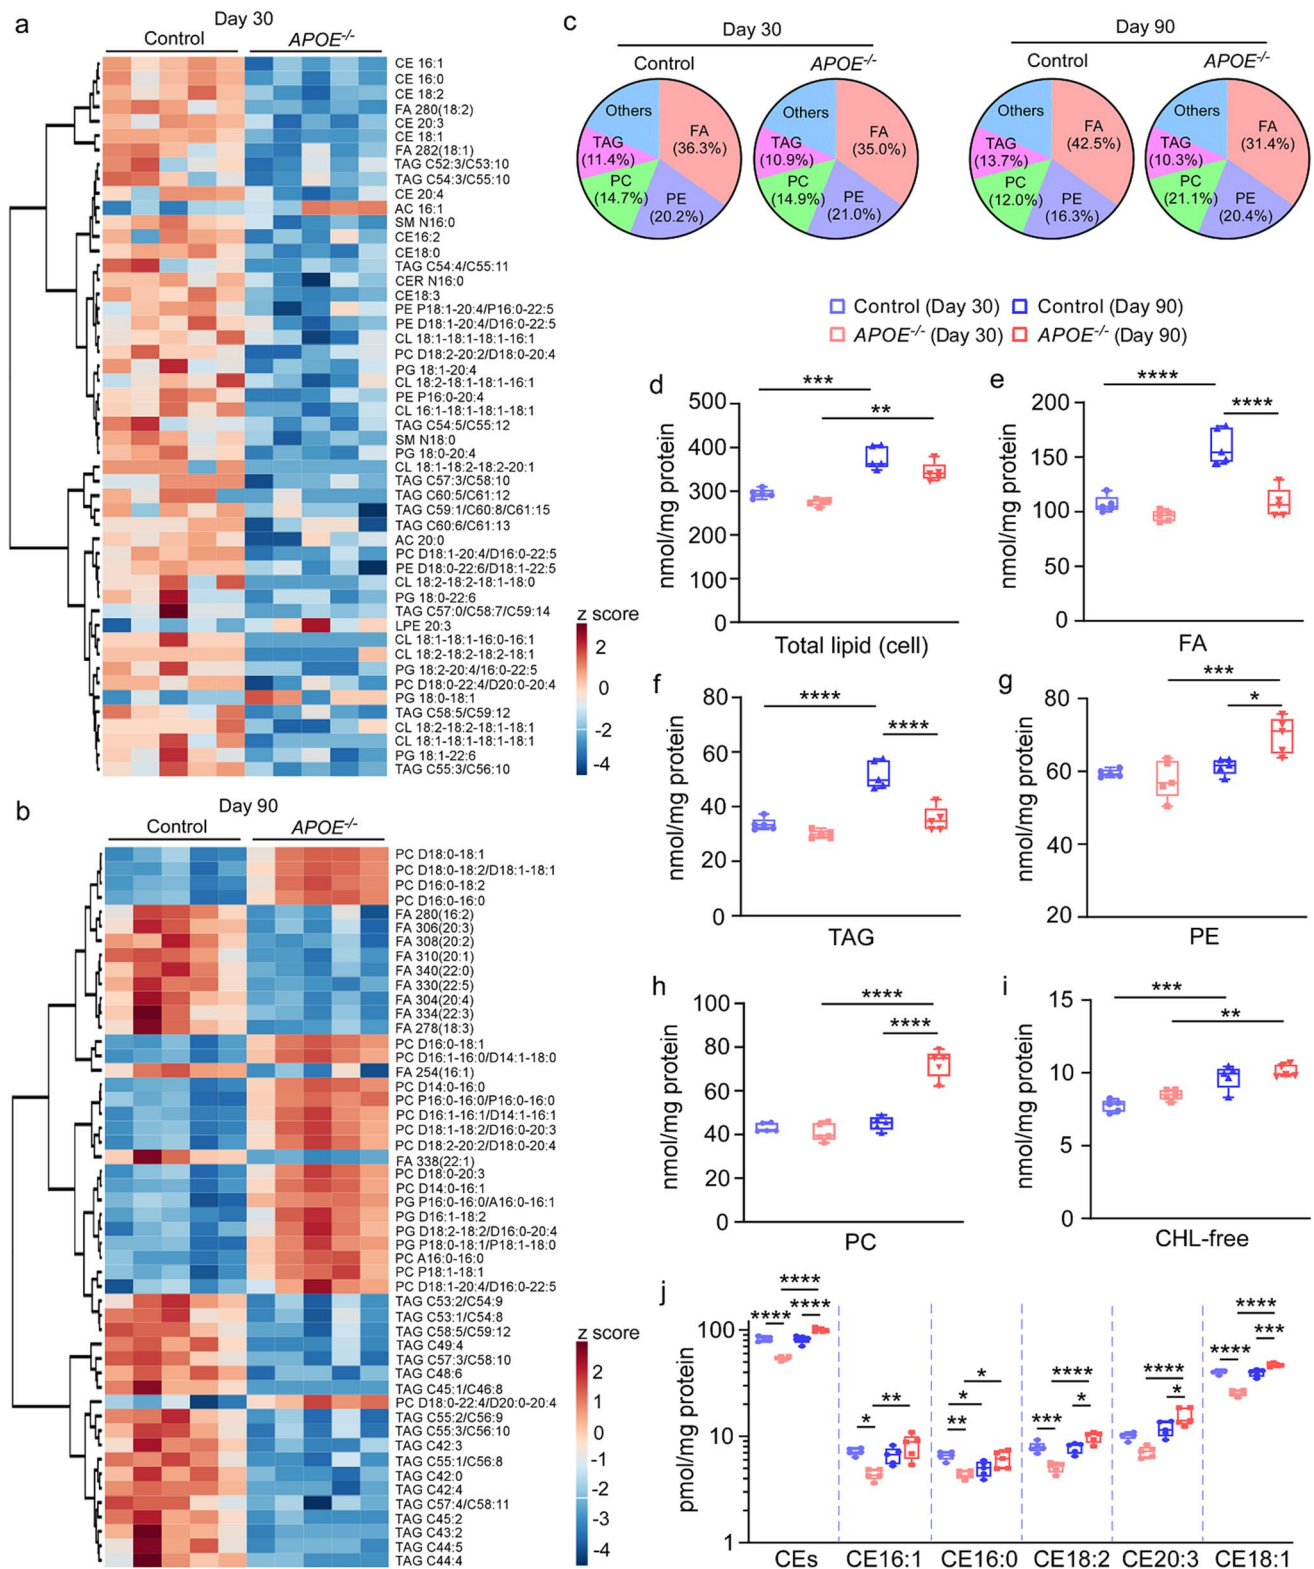 a
Day 30
Control
APOE-/-
CE 16:1
CE 16:0
CE 18:2
FA 280(18:2)
CE 20:3
CE 18:1
FA 282(18:1)
TAG C52:3/C53:10
TAG C54:3/C55:10
CE 20:4
AC 16:1
SM N16:0
CE16:2
CE18:0
TAG C54:4/C55:11
CER N16:0
CE18:3
PE P18:1-20:4/P16:0-22:5
PE D18:1-20:4/D16:0-22:5
CL 18:1-18:1-18:1-16:1
PC D18:2-20:2/D18:0-20:4
PG 18:1-20:4
CL 18:2-18:1-18:1-16:1
PE P16:0-20:4
CL 16:1-18:1-18:1-18:1
TAG C54:5/C55:12
SM N18:0
PG 18:0-20:4
CL 18:1-18:2-18:2-20:1
TAG C57:3/C58:10
TAG C60:5/C61:12
TAG C59:1/C60:8/C61:15
TAG C60:6/C61:13
AC 20:0
PC D18:1-20:4/D16:0-22:5
PE D18:0-22:6/D18:1-22:5
CL 18:2-18:2-18:1-18:0
PG 18:0-22:6
TAG C57:0/C58:7/C59:14
LPE 20:3
CL 18:1-18:1-16:0-16:1
CL 18:2-18:2-18:2-18:1
PG 18:2-20:4/16:0-22:5
PC D18:0-22:4/D20:0-20:4
PG 18:0-18:1
TAG C58:5/C59:12
CL 18:2-18:2-18:1-18:1
CL 18:1-18:1-18:1-18:1
PG 18:1-22:6
TAG C55:3/C56:10
z score
2
0
-2
-4
b
Day 90
Control
APOE-/-
PC D18:0-18:1
PC D18:0-18:2/D18:1-18:1
PC D16:0-18:2
PC D16:0-16:0
FA 280(16:2)
FA 306(20:3)
FA 308(20:2)
FA 310(20:1)
FA 340(22:0)
FA 330(22:5)
FA 304(20:4)
FA 334(22:3)
FA 278(18:3)
PC D16:0-18:1
PC D16:1-16:0/D14:1-18:0
FA 254(16:1)
PC D14:0-16:0
PC P16:0-16:0/P16:0-16:0
PC D16:1-16:1/D14:1-16:1
PC D18:1-18:2/D16:0-20:3
PC D18:2-20:2/D18:0-20:4
FA 338(22:1)
PC D18:0-20:3
PC D14:0-16:1
PG P16:0-16:0/A16:0-16:1
PG D16:1-18:2
PG D18:2-18:2/D16:0-20:4
PG P18:0-18:1/P18:1-18:0
PC A16:0-16:0
PC P18:1-18:1
PC D18:1-20:4/D16:0-22:5
TAG C53:2/C54:9
TAG C53:1/C54:8
TAG C58:5/C59:12
TAG C49:4
TAG C57:3/C58:10
TAG C48:6
TAG C45:1/C46:8
PC D18:0-22:4/D20:0-20:4
TAG C55:2/C56:9
TAG C55:3/C56:10
TAG C42:3
TAG C55:1/C56:8
TAG C42:0
TAG C42:4
TAG C57:4/C58:11
TAG C45:2
TAG C43:2
TAG C44:5
TAG C44:4
z score
2
1
0
-1
-2
-3
-4
c
Day 30
Day 90
Control
APOE-/-
Control
APOE-/-
Others
FA
(36.3%)
TAG
(11.4%)
PC
(14.7%)
PE
(20.2%)
Others
FA
(35.0%)
TAG
(10.9%)
PC
(14.9%)
PE
(21.0%)
Others
FA
(42.5%)
TAG
(13.7%)
PC
(12.0%)
PE
(16.3%)
Others
FA
(31.4%)
TAG
(10.3%)
PC
(21.1%)
PE
(20.4%)
Control (Day 30)
Control (Day 90)
APOE-/- (Day 30)
APOE-/- (Day 90)
d
***
**
500
400
300
200
100
0
nmol/mg protein
Total lipid (cell)
e
****
****
200
150
100
50
0
nmol/mg protein
FA
f
****
****
80
60
40
20
0
nmol/mg protein
TAG
g
***
*
80
60
40
20
nmol/mg protein
PE
h
****
****
100
80
60
40
20
0
nmol/mg protein
PC
i
***
**
15
10
5
0
nmol/mg protein
CHL-free
j
****
****
****
*
**
*
*
**
****
***
*
****
*
****
****
***
100
10
1
pmol/mg protein
CEs
CE16:1
CE16:0
CE18:2
CE20:3
CE18:1